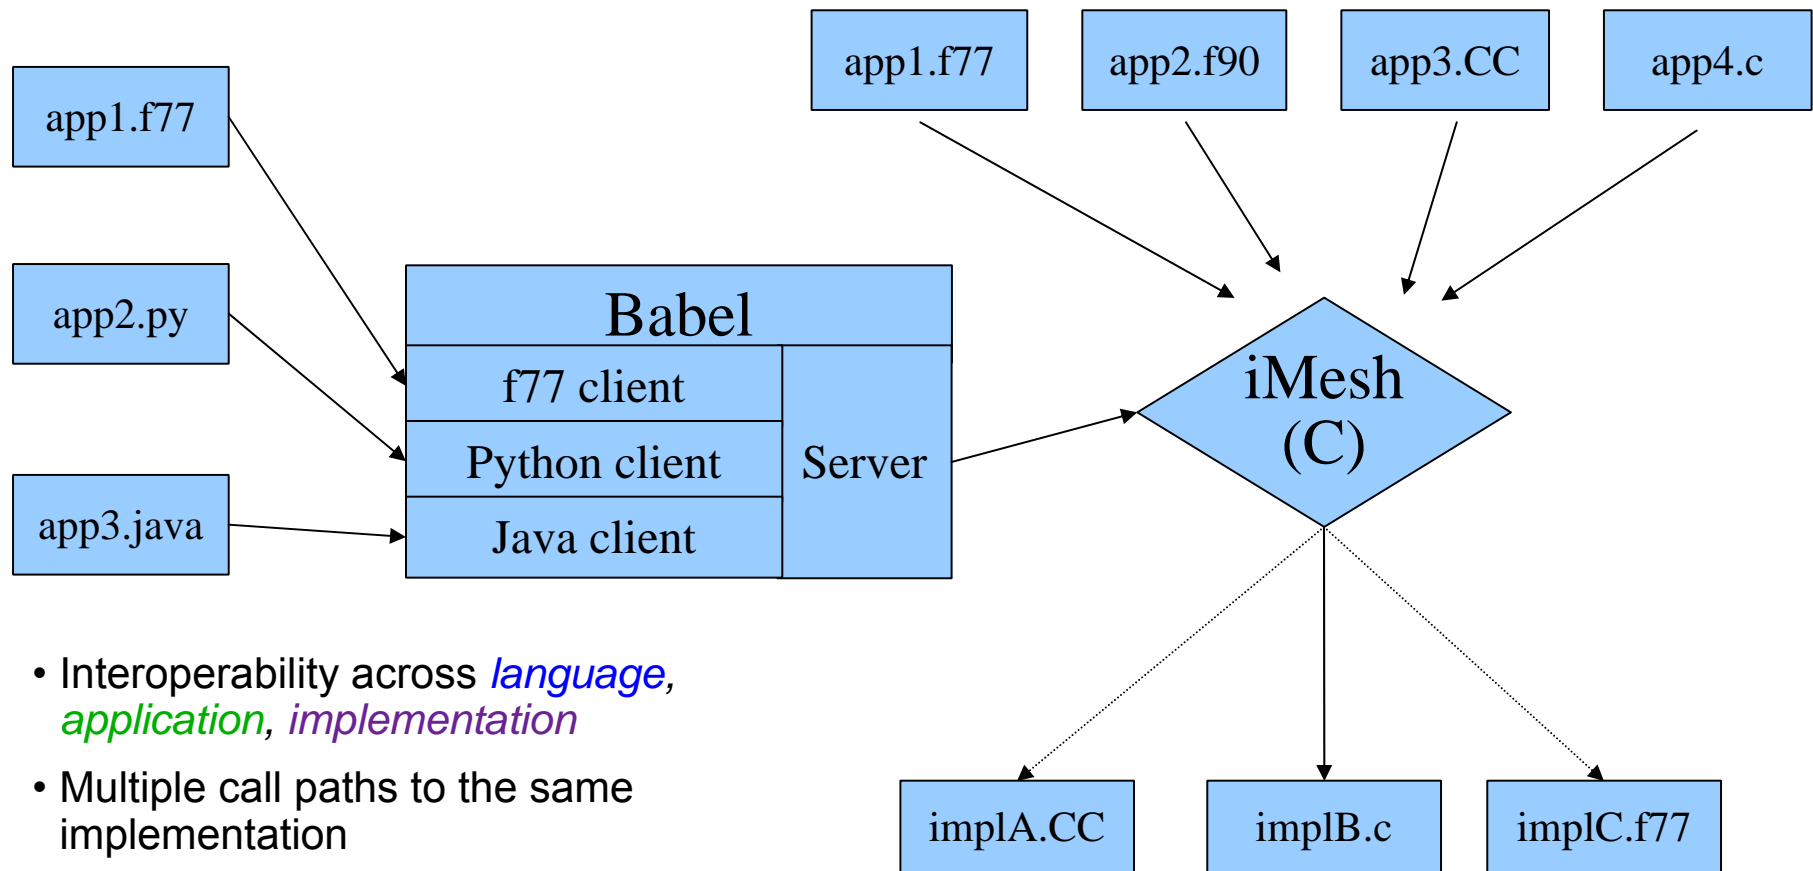 app1.f77
app2.f90
app3.CC
app4.c
app1.f77
app2.py
app3.java
Babel
f77 client
Python client
Java client
Server
iMesh
(C)
• Interoperability across language,
application, implementation
• Multiple call paths to the same
implementation
implA.CC
implB.c
implC.f77